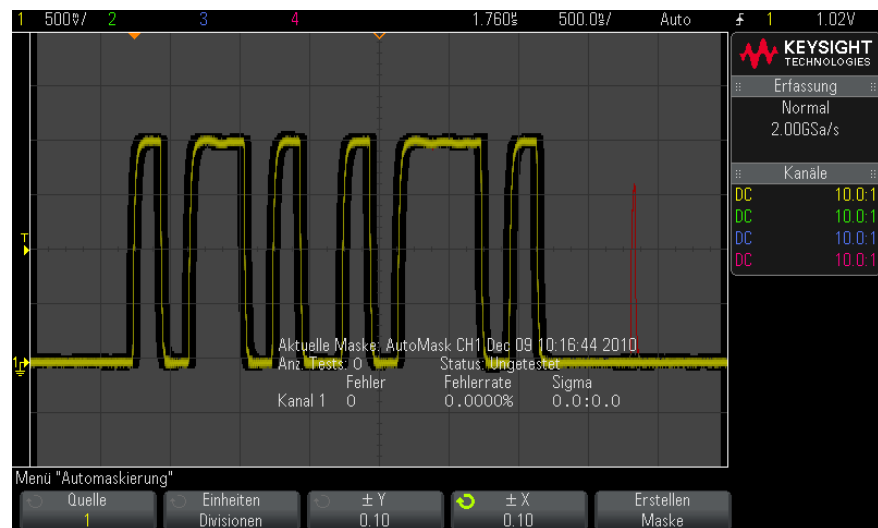 1 500▽/ 2 3 4 1.760s 500.0s/ Auto 1 1.02V
KEYSIGHT
TECHNOLOGIES
Erfassung
Normal
2.00GSa/s
Kanäle
DC 10.0:1
DC 10.0:1
DC 10.0:1
DC 10.0:1
T
1
Aktuelle Maske: AutoMask CH1 Dec 09 10:16:44 2010
Anz. Tests: 0 Status: Ungetestet
Fehler Fehlerrate Sigma
Kanal 1 0 0.0000% 0.0:0.0
Menü "Automaskierung"
Quelle
1
Einheiten
Divisionen
± Y
0.10
± X
0.10
Erstellen
Maske